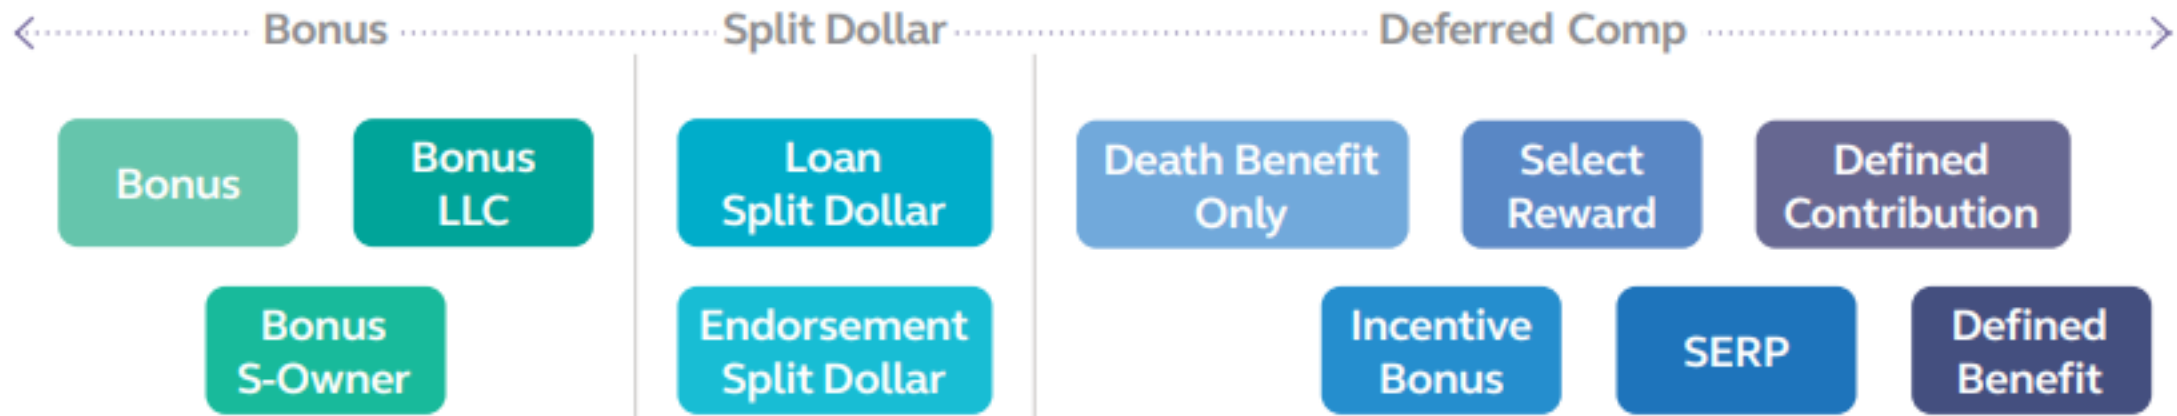 Bonus Split Dollar Deferred Comp
Bonus
Bonus
LLC
Loan
Split Dollar
Death Benefit
Only
Select
Reward
Defined
Contribution
Bonus
S-Owner
Endorsement
Split Dollar
Incentive
Bonus
SERP
Defined
Benefit